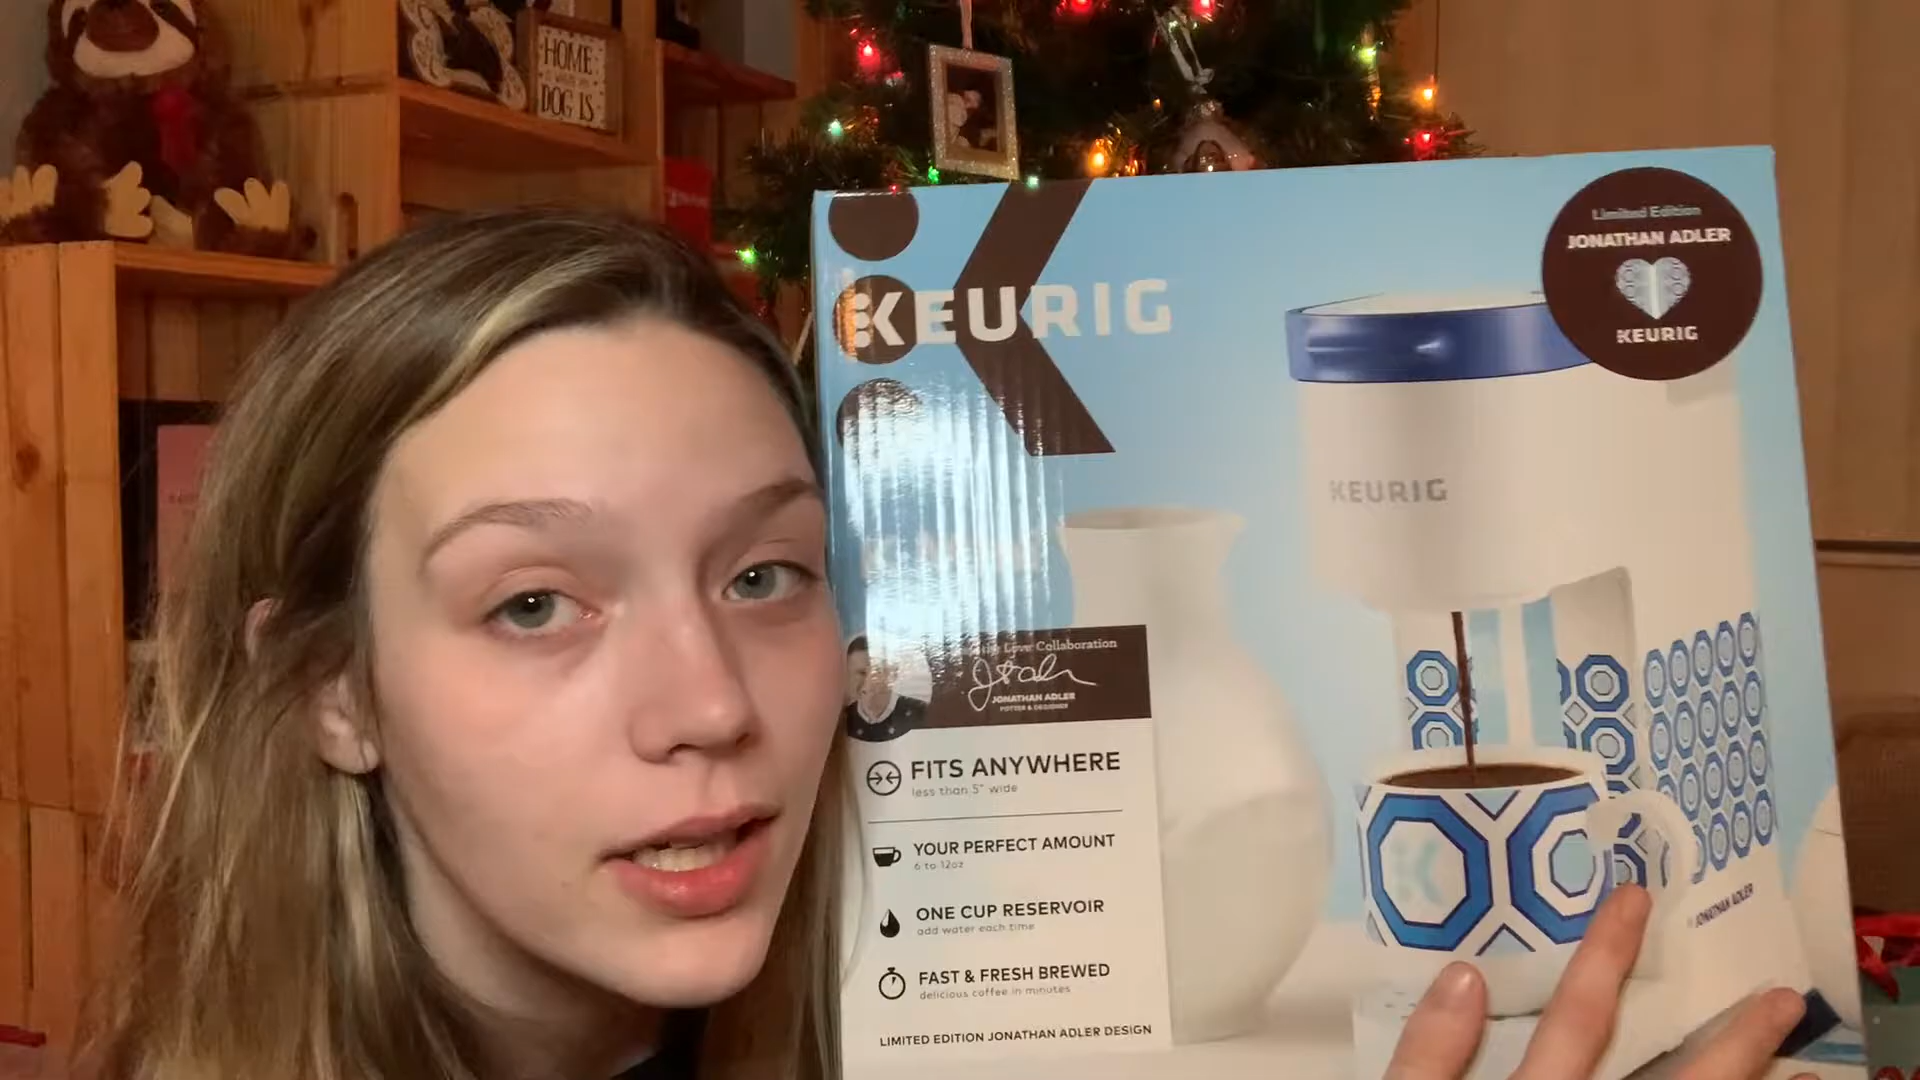 HOME
DOG IS
KEURIG
Limited Edition
JONATHAN ADLER
KEURIG
KEURIG
Love Collaboration
JONATHAN ADLER
POTTER & DESIGNER
FITS ANYWHERE
less than 5" wide
YOUR PERFECT AMOUNT
6 to 12oz
ONE CUP RESERVOIR
add water each time
FAST & FRESH BREWED
delicious coffee in minutes
LIMITED EDITION JONATHAN ADLER DESIGN
JONATHAN ADLER